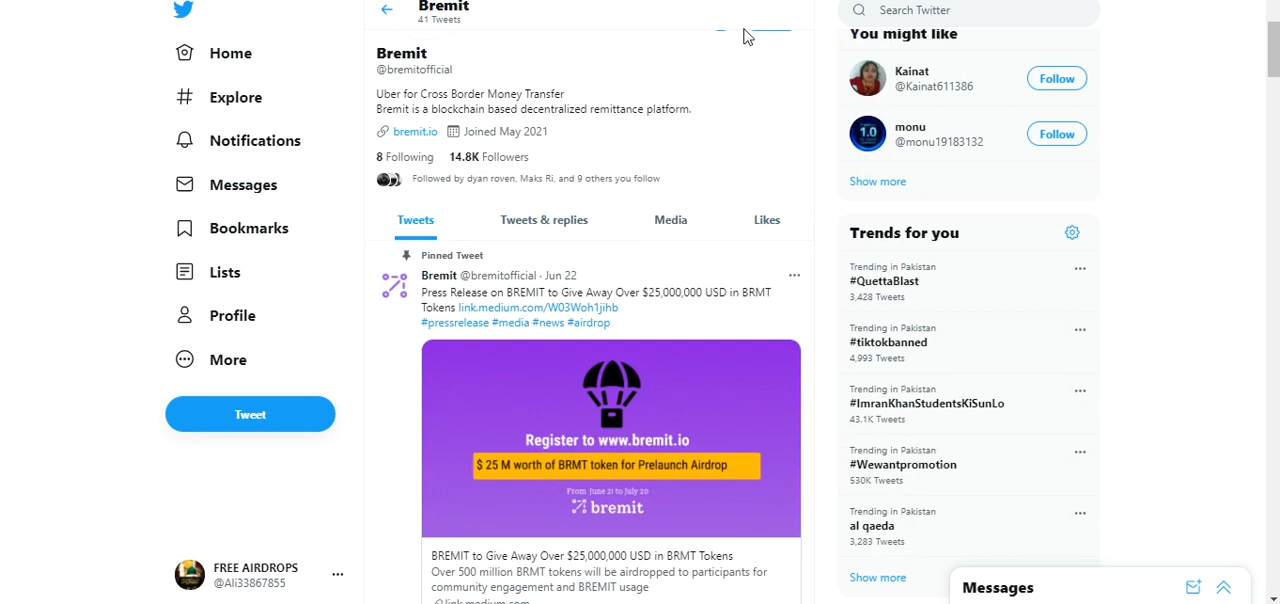 Home
Explore
Notifications
Messages
Bookmarks
Lists
Profile
More
Tweet
FREE AIRDROPS
@Ali33867855
Bremit
41 Tweets
Bremit
@bremitofficial
Uber for Cross Border Money Transfer
Bremit is a blockchain based decentralized remittance platform.
bremit.io Joined May 2021
8 Following 14.8K Followers
Followed by dyan roven, Maks Ri, and 9 others you follow
Tweets Tweets & replies Media Likes
Pinned Tweet
Bremit @bremitofficial · Jun 22
Press Release on BREMIT to Give Away Over $25,000,000 USD in BRMT
Tokens link.medium.com/W03Woh1jihb
#pressrelease #media #news #airdrop
Register to www.bremit.io
$ 25 M worth of BRMT token for Prelaunch Airdrop
From June 21 to July 20
bremit
BREMIT to Give Away Over $25,000,000 USD in BRMT Tokens
Over 500 million BRMT tokens will be airdropped to participants for
community engagement and BREMIT usage
link.medium.com
Search Twitter
You might like
Kainat
@Kainat611386
Follow
monu
@monu19183132
Follow
1.0
Show more
Trends for you
Trending in Pakistan
#QuettaBlast
3,428 Tweets
Trending in Pakistan
#tiktokbanned
4,993 Tweets
Trending in Pakistan
#ImranKhanStudentsKiSunLo
43.1K Tweets
Trending in Pakistan
#Wewantpromotion
530K Tweets
Trending in Pakistan
al qaeda
3,283 Tweets
Show more
Messages